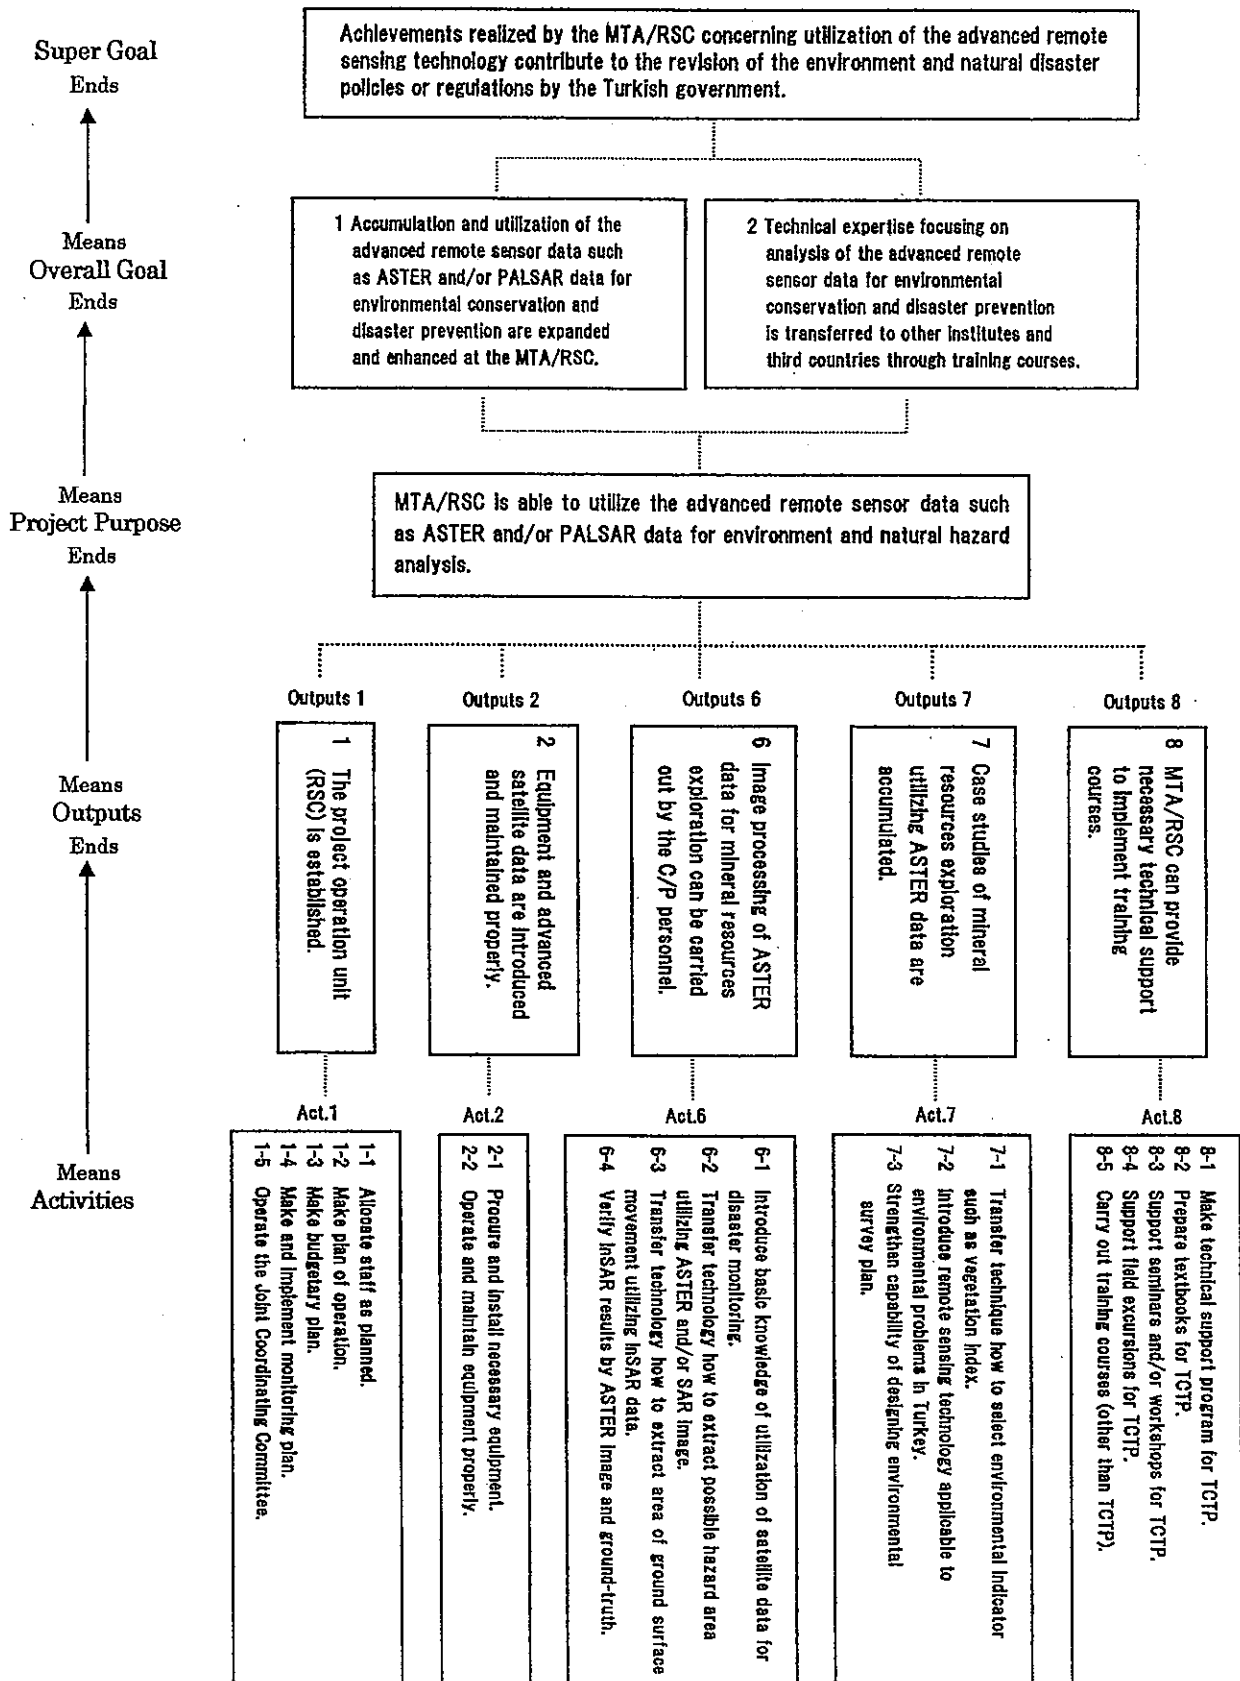 Super Goal
Ends
Means
Overall Goal
Ends
Means
Project Purpose
Ends
Means
Outputs
Ends
Means
Activities
Achievements realized by the MTA/RSC concerning utilization of the advanced remote
sensing technology contribute to the revision of the environment and natural disaster
policies or regulations by the Turkish government.
1 Accumulation and utilization of the
advanced remote sensor data such
as ASTER and/or PALSAR data for
environmental conservation and
disaster prevention are expanded
and enhanced at the MTA/RSC.
2 Technical expertise focusing on
analysis of the advanced remote
sensor data for environmental
conservation and disaster prevention
is transferred to other institutes and
third countries through training courses.
MTA/RSC is able to utilize the advanced remote sensor data such
as ASTER and/or PALSAR data for environment and natural hazard
analysis.
Outputs 1
1 The project operation unit
(RSC) is established.
Act.1
1-1 Allocate staff as planned.
1-2 Make plan of operation.
1-3 Make budgetary plan.
1-4 Make and implement monitoring plan.
1-5 Operate the Joint Coordinating Committee.
Outputs 2
2 Equipment and advanced
satellite data are introduced
and maintained properly.
Act.2
2-1 Procure and install necessary equipment.
2-2 Operate and maintain equipment properly.
Outputs 6
6 Image processing of ASTER
data for mineral resources
exploration can be carried
out by the C/P personnel.
Act.6
6-1 Introduce basic knowledge of utilization of satellite data for
disaster monitoring.
6-2 Transfer technology how to extract possible hazard area
utilizing ASTER and/or SAR image.
6-3 Transfer technology how to extract area of ground surface
movement utilizing InSAR data.
6-4 Verify InSAR results by ASTER image and ground-truth.
Outputs 7
7 Case studies of mineral
resources exploration
utilizing ASTER data are
accumulated.
Act.7
7-1 Transfer technique how to select environmental indicator
such as vegetation index.
7-2 Introduce remote sensing technology applicable to
environmental problems in Turkey.
7-3 Strengthen capability of designing environmental
survey plan.
Outputs 8
8 MTA/RSC can provide
necessary technical support
to implement training
courses.
Act.8
8-1 Make technical support program for TCTP.
8-2 Prepare textbooks for TCTP.
8-3 Support seminars and/or workshops for TCTP.
8-4 Support field excursions for TCTP.
8-5 Carry out training courses (other than TCTP).